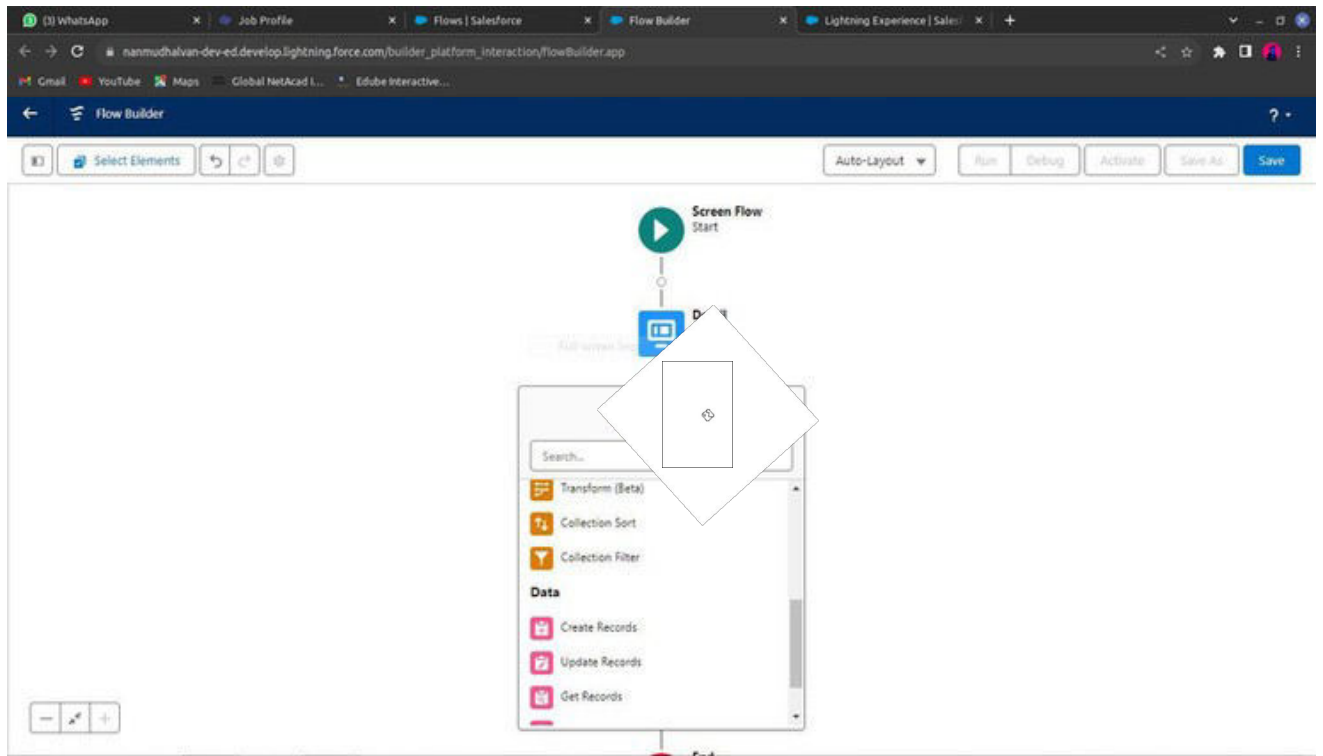 (3) WhatsApp
Job Profile
Flows | Salesforce
Flow Builder
Lightning Experience | Sales
nanmudhalvan-dev-ed.develop.lightning.force.com/builder_platform_interaction/flowBuilder.app
Gmail
YouTube
Maps
Global NetAcad L...
Edube Interactive...
Flow Builder
?
Select Elements
Auto-Layout
Run
Debug
Activate
Save As
Save
Screen Flow
Start
Search...
Transform (Beta)
Collection Sort
Collection Filter
Data
Create Records
Update Records
Get Records
End